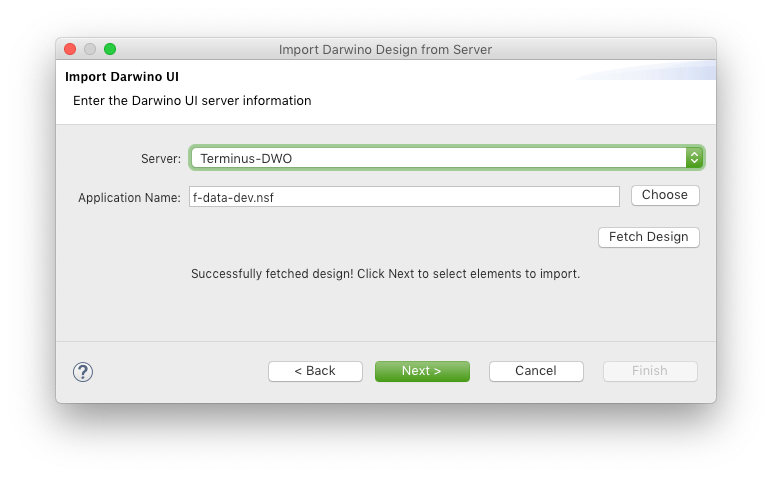 Import Darwino Design from Server
Import Darwino UI
Enter the Darwino UI server information
Server: Terminus-DWO
Application Name: f-data-dev.nsf Choose
Fetch Design
Successfully fetched design! Click Next to select elements to import.
? < Back Next > Cancel Finish